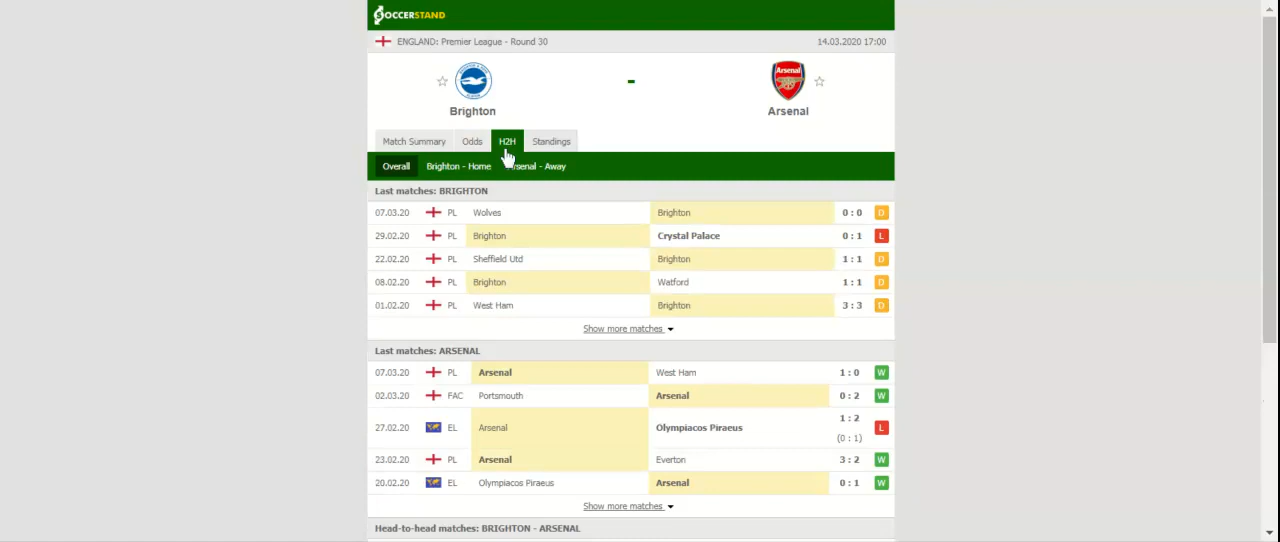 SOCCERSTAND
ENGLAND: Premier League - Round 30 14.03.2020 17:00
Brighton - Arsenal
Match Summary Odds H2H Standings
Overall Brighton - Home Arsenal - Away
Last matches: BRIGHTON
07.03.20 PL Wolves Brighton 0 : 0 D
29.02.20 PL Brighton Crystal Palace 0 : 1 L
22.02.20 PL Sheffield Utd Brighton 1 : 1 D
08.02.20 PL Brighton Watford 1 : 1 D
01.02.20 PL West Ham Brighton 3 : 3 D
Show more matches
Last matches: ARSENAL
07.03.20 PL Arsenal West Ham 1 : 0 W
02.03.20 FAC Portsmouth Arsenal 0 : 2 W
27.02.20 EL Arsenal Olympiacos Piraeus 1 : 2 (0 : 1) L
23.02.20 PL Arsenal Everton 3 : 2 W
20.02.20 EL Olympiacos Piraeus Arsenal 0 : 1 W
Show more matches
Head-to-head matches: BRIGHTON - ARSENAL